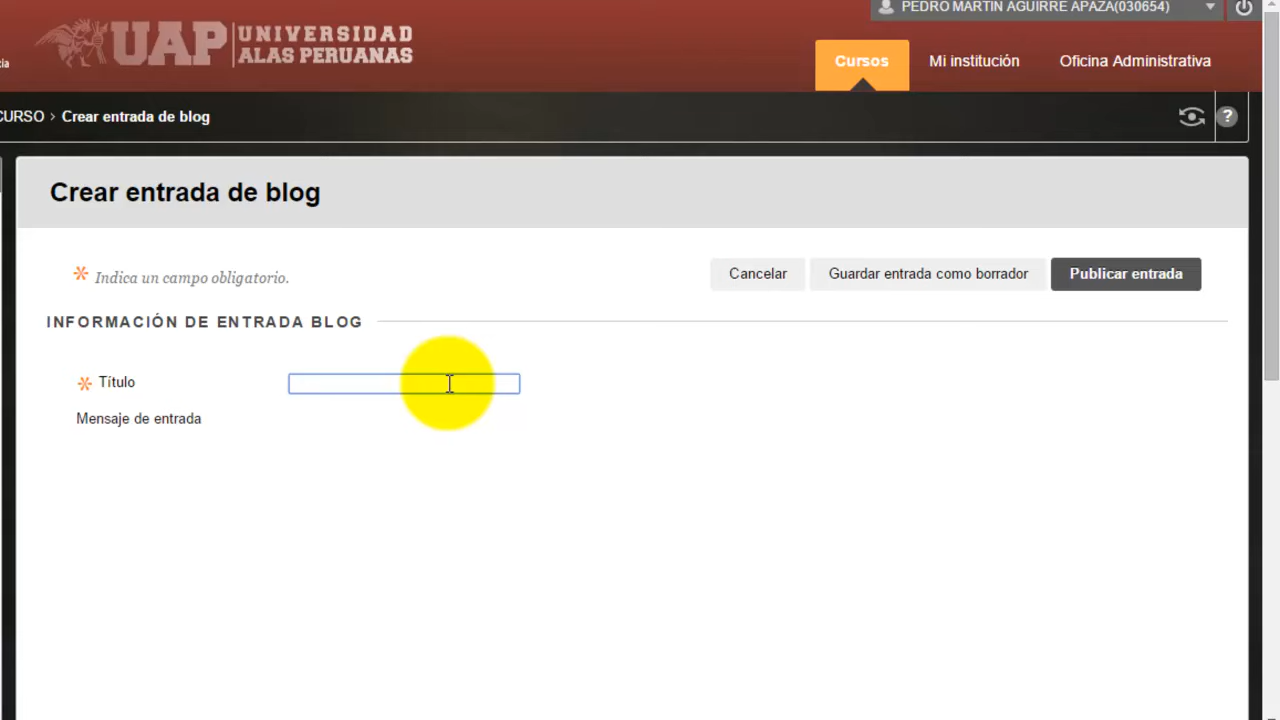 PEDRO MARTIN AGUIRRE APAZA(030654)
UAP UNIVERSIDAD
ALAS PERUANAS
Cursos Mi institución Oficina Administrativa
CURSO > Crear entrada de blog
?
Crear entrada de blog
Indica un campo obligatorio.
Cancelar Guardar entrada como borrador Publicar entrada
INFORMACIÓN DE ENTRADA BLOG
Título
Mensaje de entrada